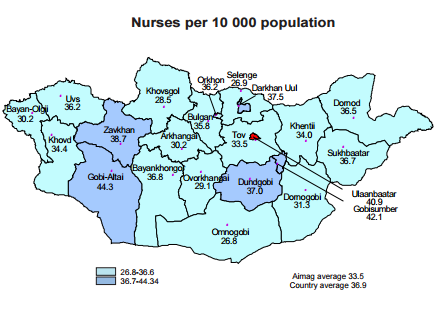 Nurses per 10 000 population
Selenge
26.9
Orkhon
36.2
Darkhan Uul
37.5
Khovsgol
28.5
Uvs
36.2
Bayan-Olgii
30.2
Dornod
36.5
Bulgan
35.8
Zavkhan
38.7
Arkhangai
30.2
Tov
33.5
Khentii
34.0
Khovd
34.4
Sukhbaatar
36.7
Gobi-Altai
44.3
Bayankhongor
36.8
Ovorkhangai
29.1
Duhdgobi
37.0
Dornogobi
31.3
Ulaanbaatar
40.9
Gobisumber
42.1
Omnogobi
26.8
26.8-36.6
36.7-44.34
Aimag average 33.5
Country average 36.9